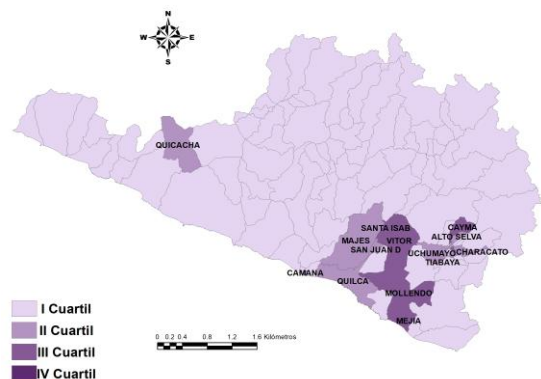 N
W E
S
QUICACHA
SANTA ISAB
CAYMA
ALTO SELVA
MAJES
VITOR
SAN JUAN D
UCHUMAYO
CHARACATO
TIABAYA
CAMANA
QUILCA
MOLLENDO
MEJIA
I Cuartil
II Cuartil
III Cuartil
IV Cuartil
0 0.2 0.4 0.8 1.2 1.6 Kilómetros